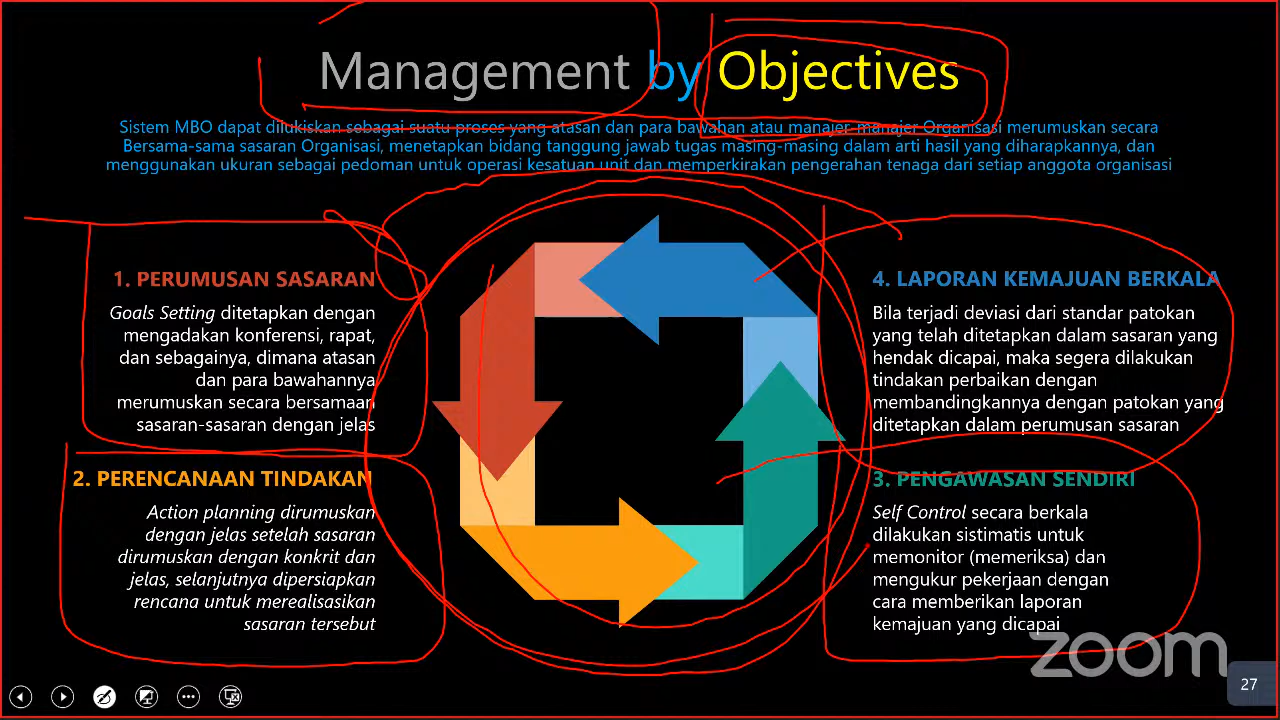 Management by Objectives
Sistem MBO dapat dilukiskan sebagai suatu proses yang atasan dan para bawahan atau manajer-manajer Organisasi merumuskan secara
Bersama-sama sasaran Organisasi, menetapkan bidang tanggung jawab tugas masing-masing dalam arti hasil yang diharapkannya, dan
menggunakan ukuran sebagai pedoman untuk operasi kesatuan unit dan memperkirakan pengerahan tenaga dari setiap anggota organisasi
1. PERUMUSAN SASARAN
Goals Setting ditetapkan dengan
mengadakan konferensi, rapat,
dan sebagainya, dimana atasan
dan para bawahannya
merumuskan secara bersamaan
sasaran-sasaran dengan jelas
2. PERENCANAAN TINDAKAN
Action planning dirumuskan
dengan jelas setelah sasaran
dirumuskan dengan konkrit dan
jelas, selanjutnya dipersiapkan
rencana untuk merealisasikan
sasaran tersebut
4. LAPORAN KEMAJUAN BERKALA
Bila terjadi deviasi dari standar patokan
yang telah ditetapkan dalam sasaran yang
hendak dicapai, maka segera dilakukan
tindakan perbaikan dengan
membandingkannya dengan patokan yang
ditetapkan dalam perumusan sasaran
3. PENGAWASAN SENDIRI
Self Control secara berkala
dilakukan sistimatis untuk
memonitor (memeriksa) dan
mengukur pekerjaan dengan
cara memberikan laporan
kemajuan yang dicapai
zoom
27